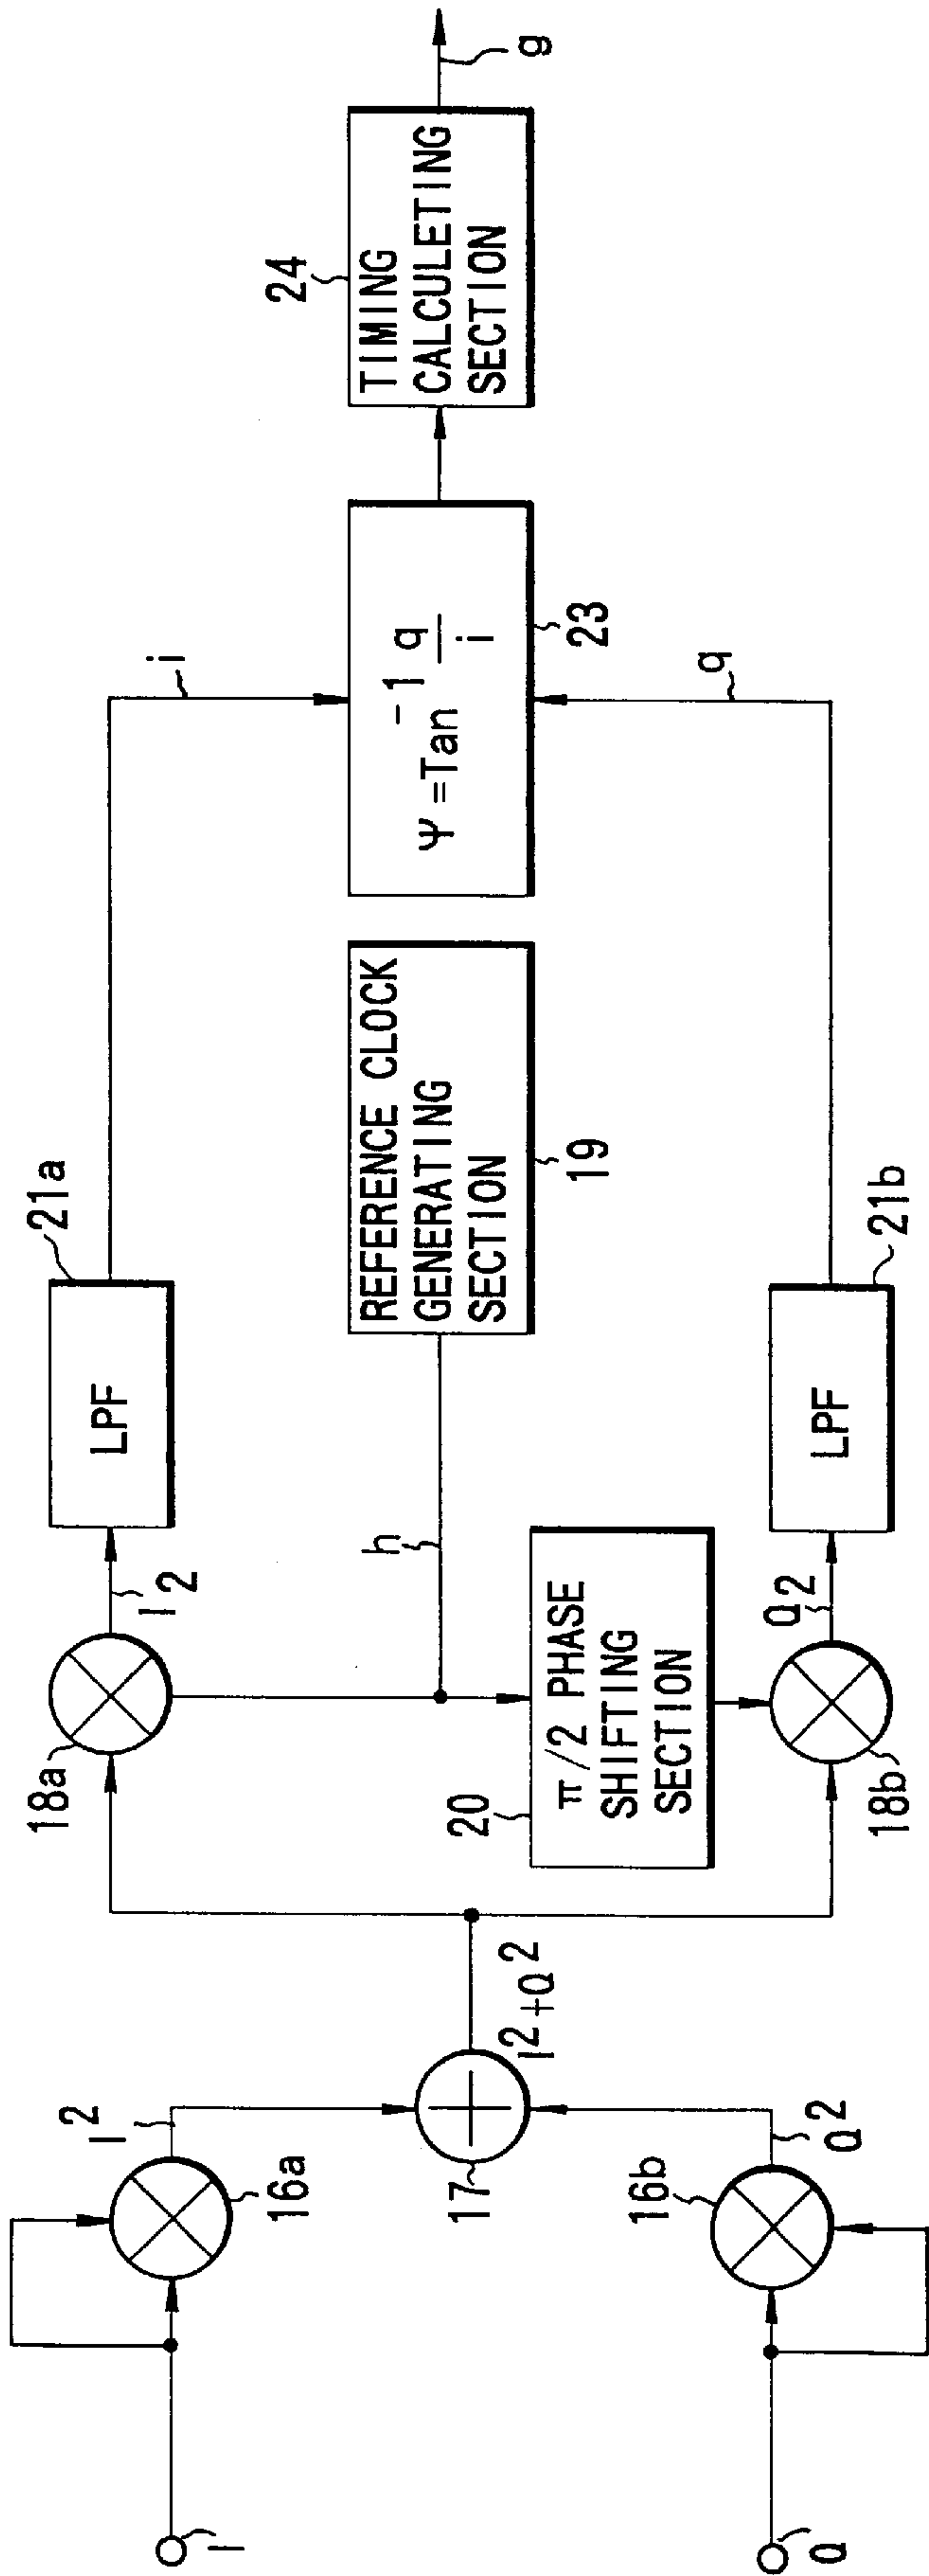 I
Q
I²
16a
16b
Q²
17
I²+Q²
18a
I²
LPF
21a
i
h
REFERENCE CLOCK
GENERATING
SECTION
19
20
π/2 PHASE
SHIFTING
SECTION
18b
Q²
LPF
21b
q
Ψ=Tan⁻¹ q/i
23
24
TIMING
CALCULETING
SECTION
g